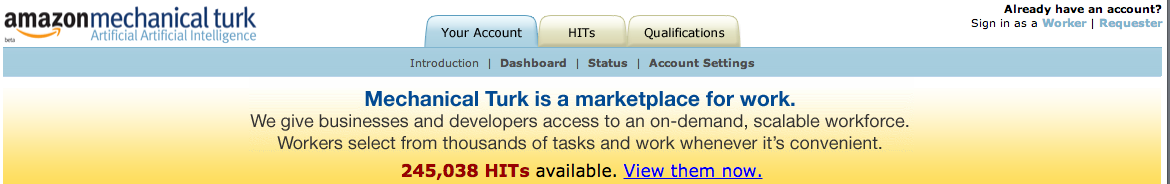 amazonmechanical turk
beta
Artificial Artificial Intelligence
Your Account
HITs
Qualifications
Already have an account?
Sign in as a Worker | Requester
Introduction | Dashboard | Status | Account Settings
Mechanical Turk is a marketplace for work.
We give businesses and developers access to an on-demand, scalable workforce.
Workers select from thousands of tasks and work whenever it's convenient.
245,038 HITs available. View them now.